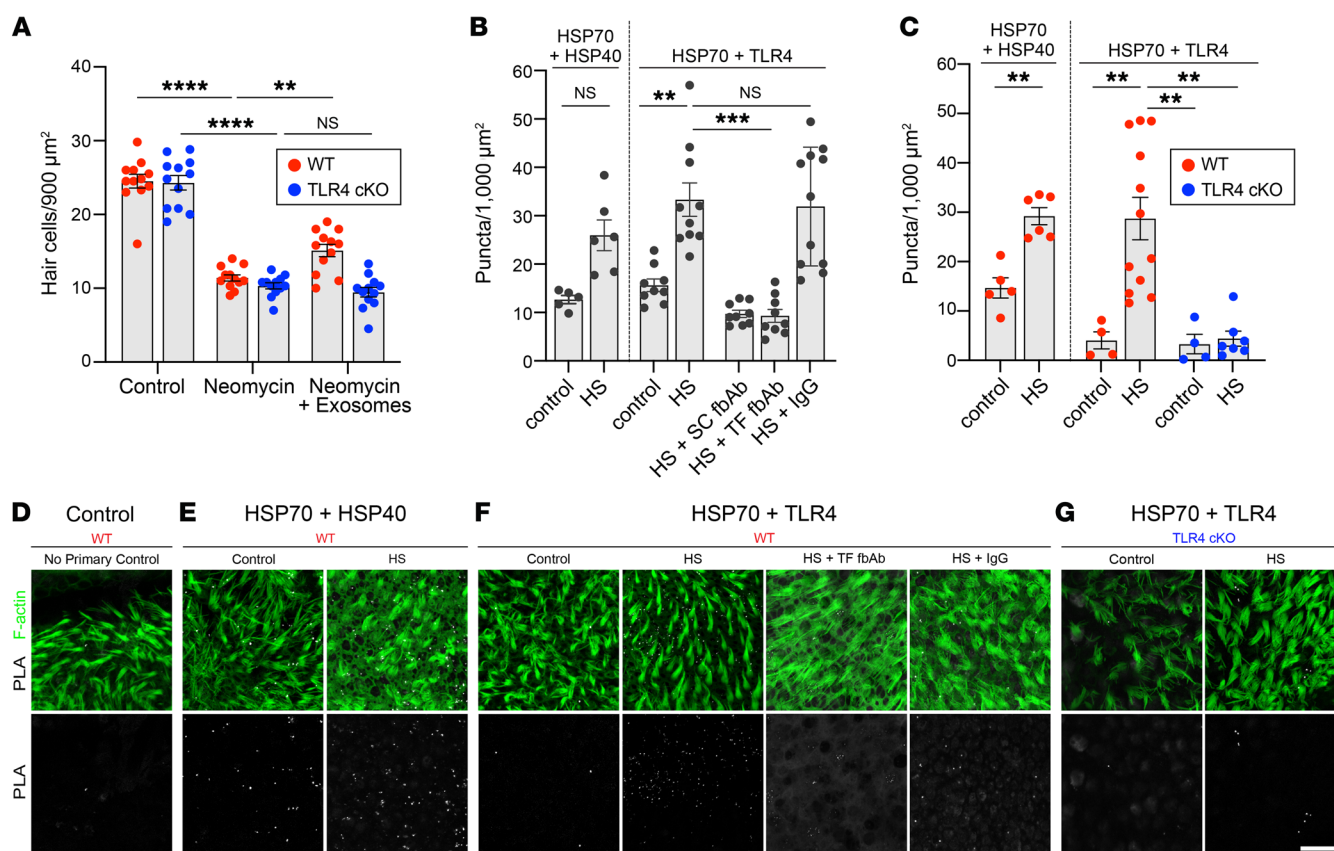 A
Hair cells/900 µm²
40
30
20
10
0
**** **
**** NS
WT
TLR4 cKO
Control
Neomycin
Neomycin
+ Exosomes
B
HSP70
+ HSP40
HSP70 + TLR4
Puncta/1,000 µm²
60
50
40
30
20
10
0
NS
** NS
***
control
HS
control
HS
HS + SC fbAb
HS + TF fbAb
HS + IgG
C
HSP70
+ HSP40
HSP70 + TLR4
Puncta/1,000 µm²
60
50
40
30
20
10
0
** ** **
**
WT
TLR4 cKO
control
HS
control
HS
control
HS
D Control
WT
No Primary Control
E HSP70 + HSP40
WT
Control HS
F HSP70 + TLR4
WT
Control HS HS + TF fbAb HS + IgG
G HSP70 + TLR4
TLR4 cKO
Control HS
PLA F-actin
PLA